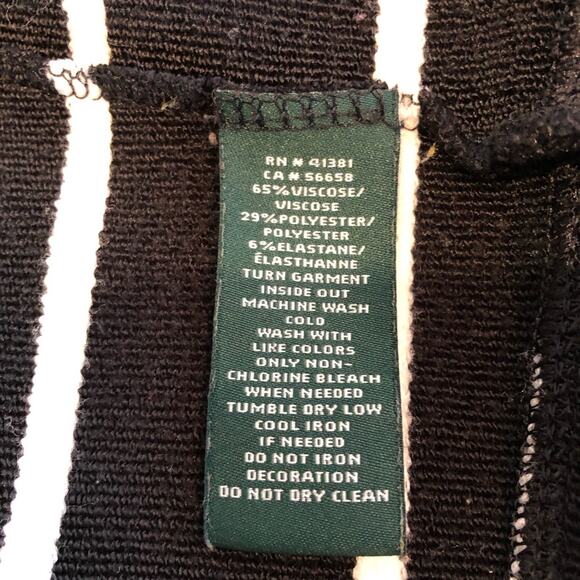 RN # 41381
CA # 56658
65%VISCOSE/
VISCOSE
29%POLYESTER/
POLYESTER
6%ELASTANE/
ÉLASTHANNE
TURN GARMENT
INSIDE OUT
MACHINE WASH
COLD
WASH WITH
LIKE COLORS
ONLY NON-
CHLORINE BLEACH
WHEN NEEDED
TUMBLE DRY LOW
COOL IRON
IF NEEDED
DO NOT IRON
DECORATION
DO NOT DRY CLEAN